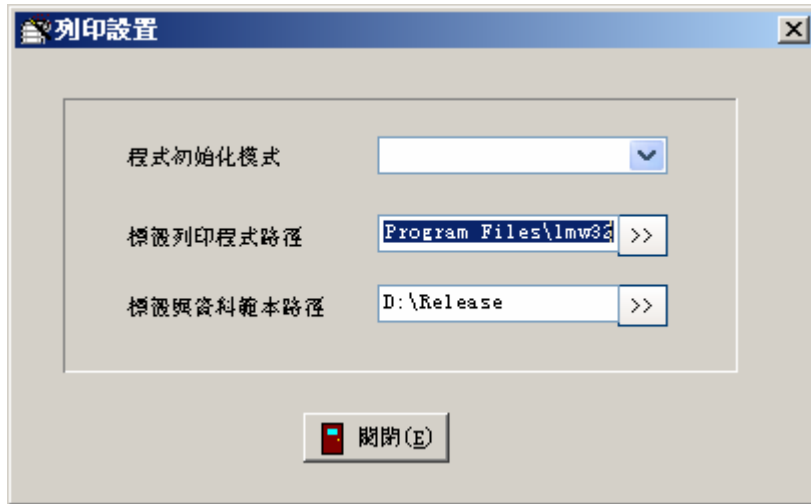 列印設置
程式初始化模式
標籤列印程式路徑
Program Files\lmw32
>>
標籤與資料範本路徑
D:\Release
>>
關閉(E)